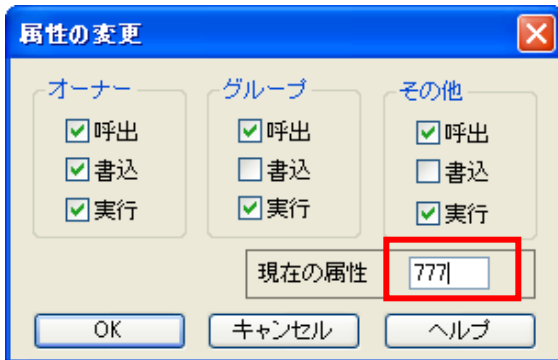 属性の変更
オーナー グループ その他
呼出 呼出 呼出
書込 書込 書込
実行 実行 実行
現在の属性 777
OK キャンセル ヘルプ